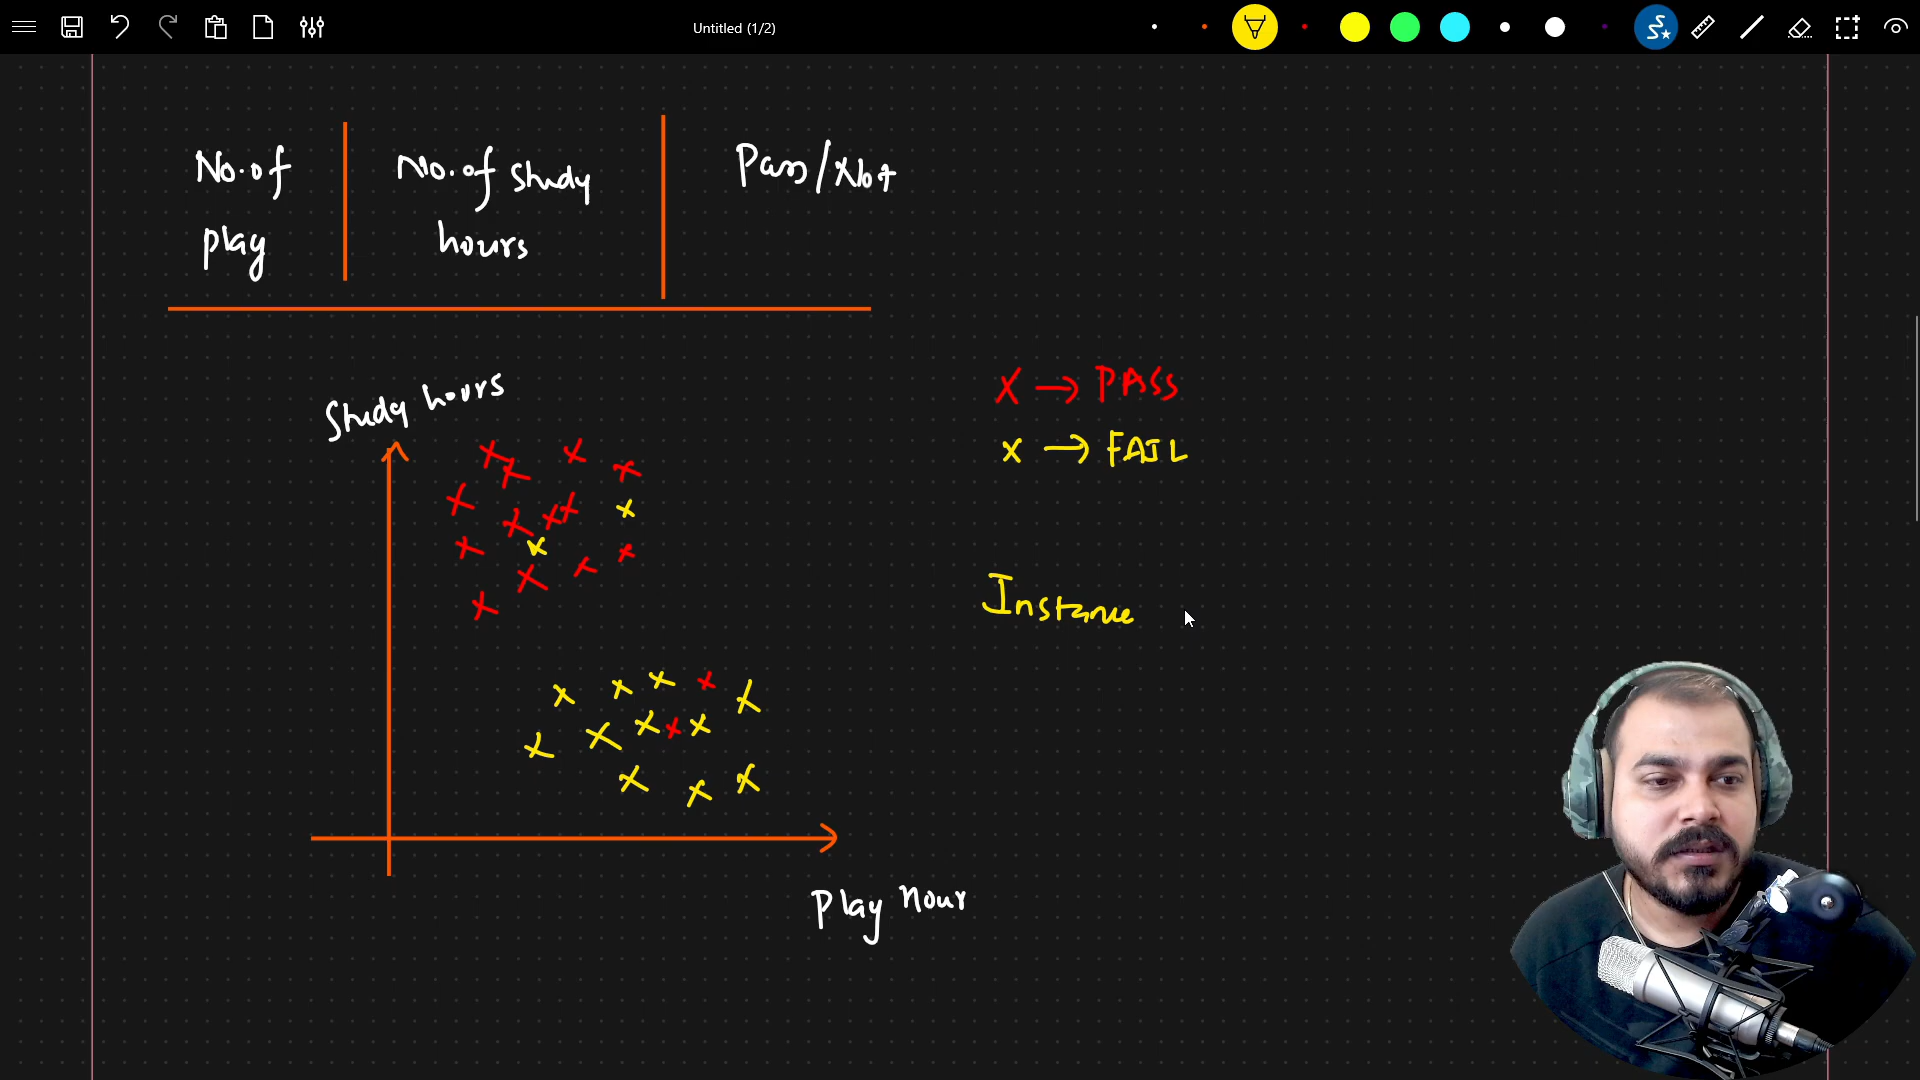 Untitled (1/2)
No. of play
No. of study hours
Pass/Not
Study hours
X → PASS
x → FAIL
Instance
Play hour